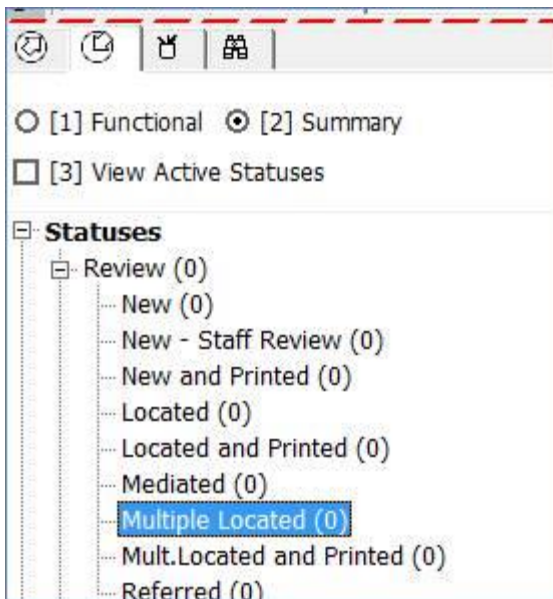 [1] Functional [2] Summary
[3] View Active Statuses
Statuses
Review (0)
New (0)
New - Staff Review (0)
New and Printed (0)
Located (0)
Located and Printed (0)
Mediated (0)
Multiple Located (0)
Mult.Located and Printed (0)
Referred (0)